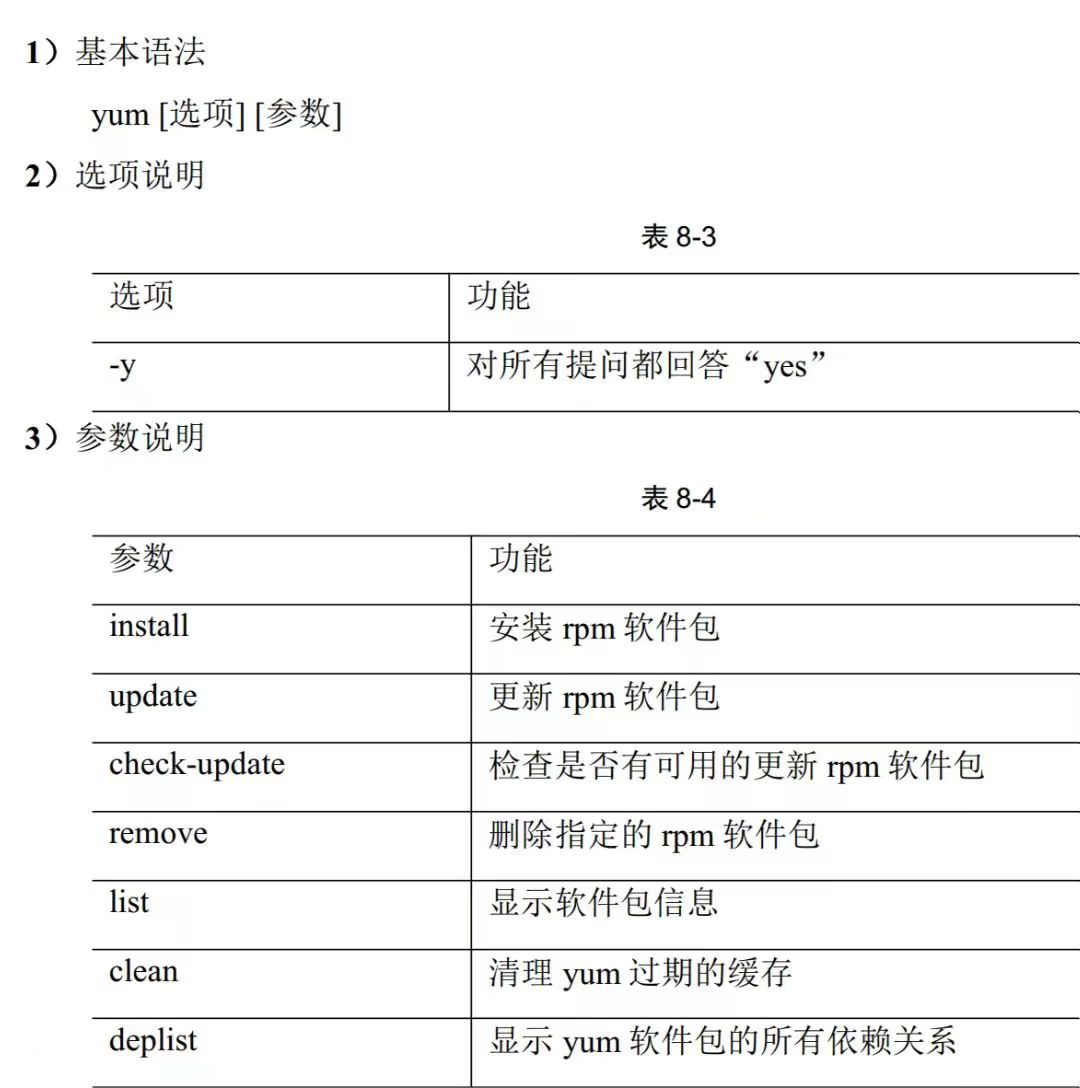 1）基本语法
yum [选项] [参数]
2）选项说明
表 8-3
选项 功能
-y 对所有提问都回答“yes”
3）参数说明
表 8-4
参数 功能
install 安装 rpm 软件包
update 更新 rpm 软件包
check-update 检查是否有可用的更新 rpm 软件包
remove 删除指定的 rpm 软件包
list 显示软件包信息
clean 清理 yum 过期的缓存
deplist 显示 yum 软件包的所有依赖关系